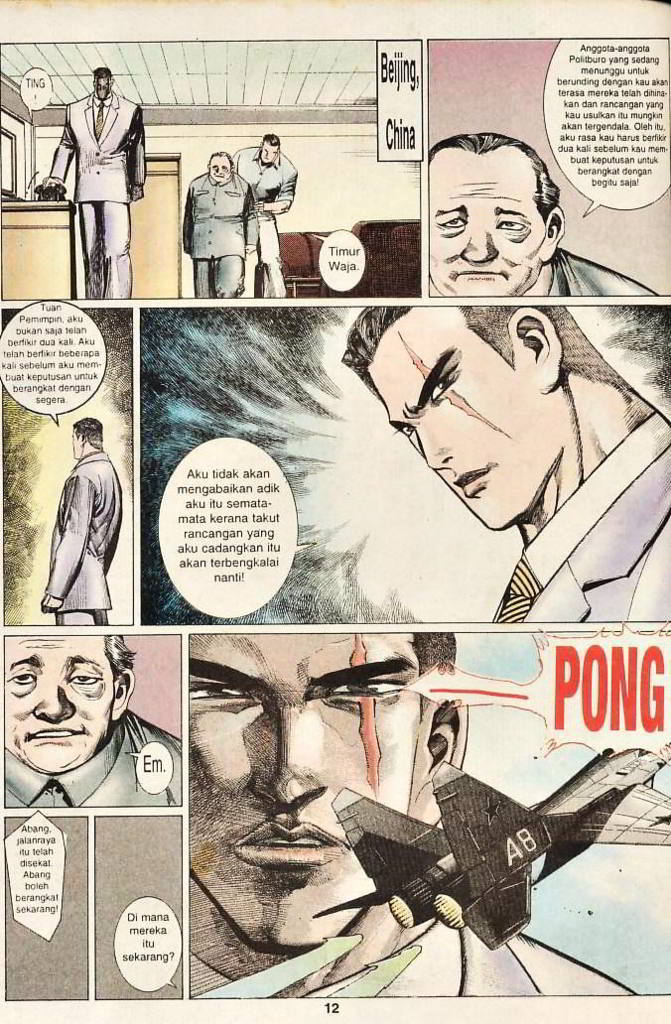 TING
Beijing,
China
Timur
Waja.
Anggota-anggota
Politburo yang sedang
menunggu untuk
berunding dengan kau akan
terasa mereka telah dihina-
kan dan rancangan yang
kau usulkan itu mungkin
akan tergendala. Oleh itu,
aku rasa kau harus berfikir
dua kali sebelum kau mem-
buat keputusan untuk
berangkat dengan
begitu saja!
Tuan
Pemimpin, aku
bukan saja telah
berfikir dua kali. Aku
telah berfikir beberapa
kali sebelum aku mem-
buat keputusan untuk
berangkat dengan
segera.
Aku tidak akan
mengabaikan adik
aku itu semata-
mata kerana takut
rancangan yang
aku cadangkan itu
akan terbengkalai
nanti!
Em.
PONG
A8
Abang,
jalanraya
itu telah
disekat.
Abang
boleh
berangkat
sekarang!
Di mana
mereka
itu
sekarang?
12